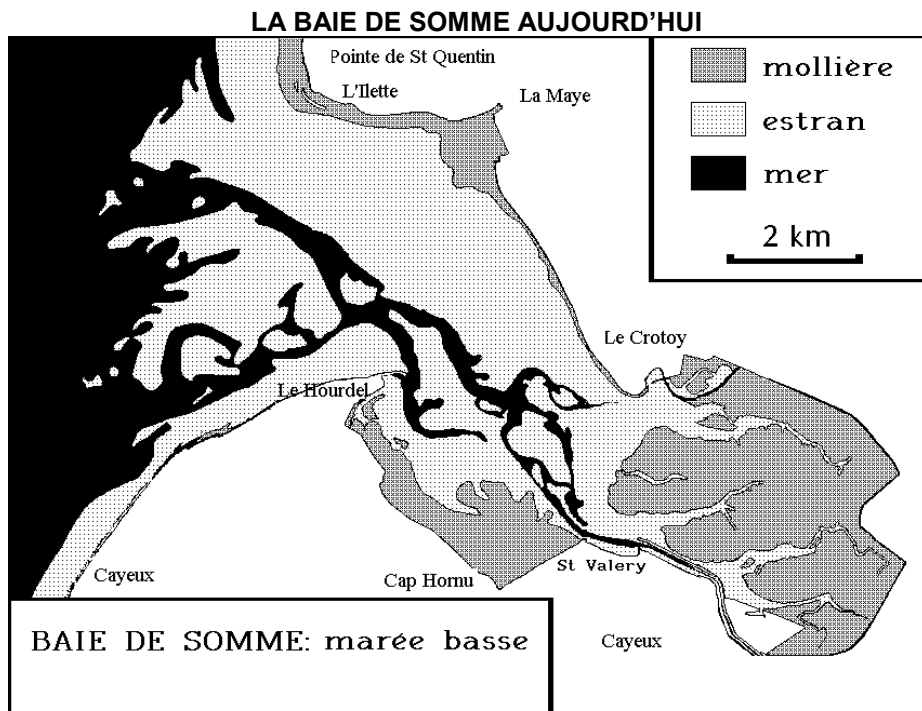 LA BAIE DE SOMME AUJOURD'HUI
Pointe de St Quentin
L'Ilette
La Maye
mollière
estran
mer
2 km
Le Crotoy
Le Hourdel
Cayeux
Cap Hornu
St Valery
Cayeux
BAIE DE SOMME: marée basse